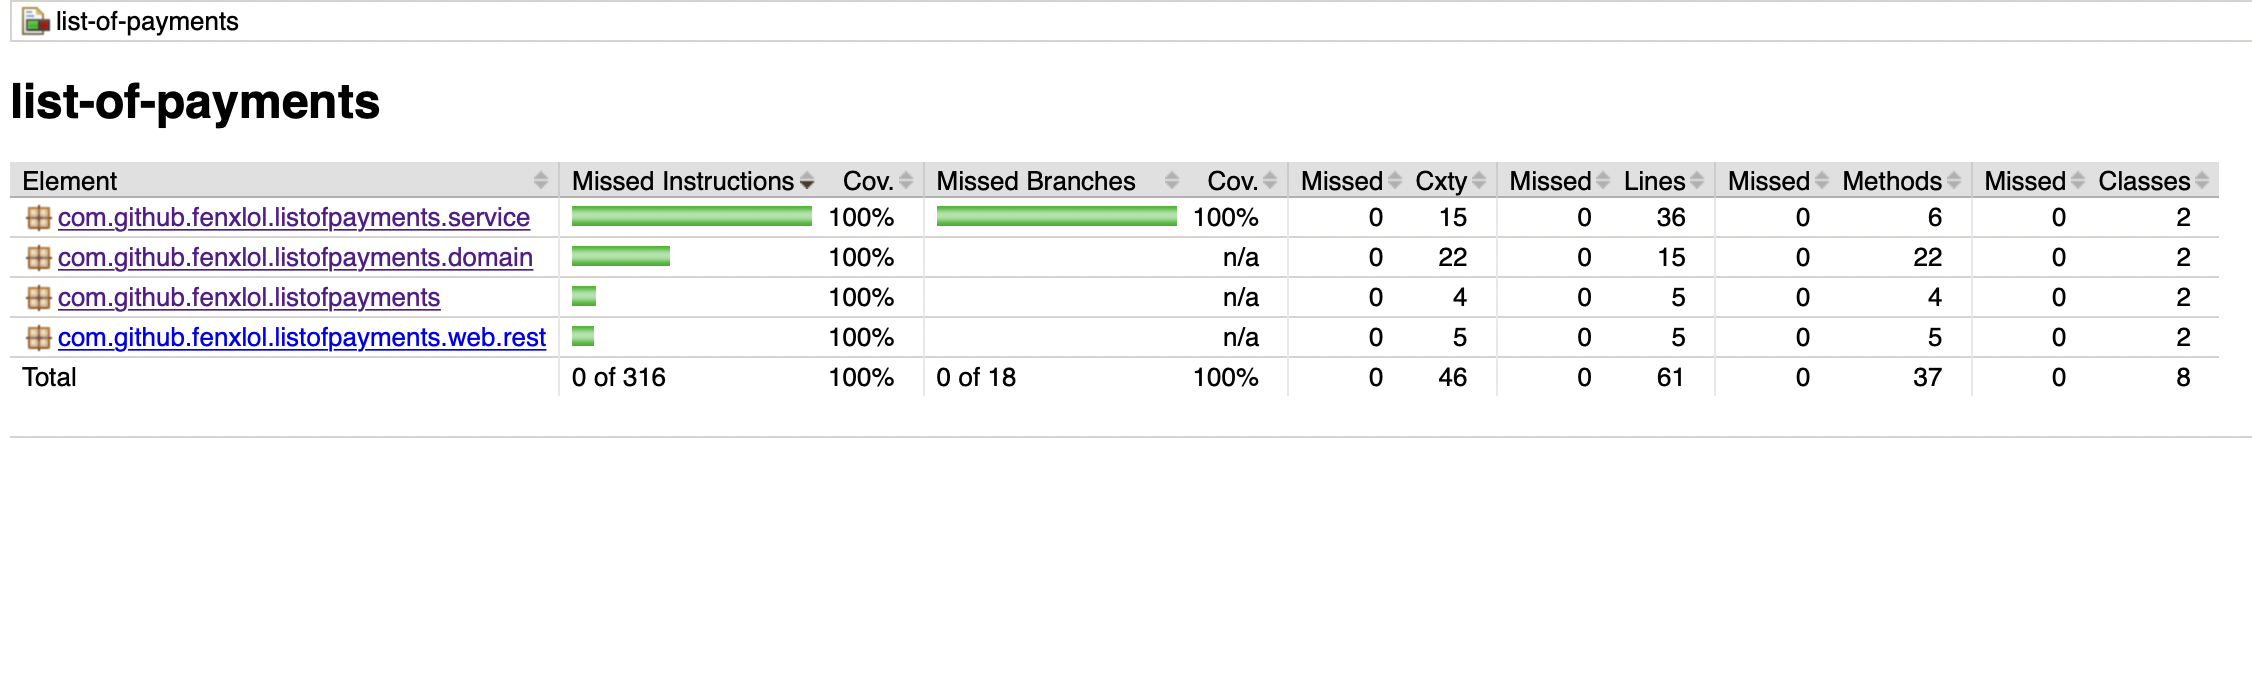 list-of-payments
list-of-payments
Element Missed Instructions Cov. Missed Branches Cov. Missed Cxty Missed Lines Missed Methods Missed Classes
com.github.fenxlol.listofpayments.service 100% 100% 0 15 0 36 0 6 0 2
com.github.fenxlol.listofpayments.domain 100% n/a 0 22 0 15 0 22 0 2
com.github.fenxlol.listofpayments 100% n/a 0 4 0 5 0 4 0 2
com.github.fenxlol.listofpayments.web.rest 100% n/a 0 5 0 5 0 5 0 2
Total 0 of 316 100% 0 of 18 100% 0 46 0 61 0 37 0 8